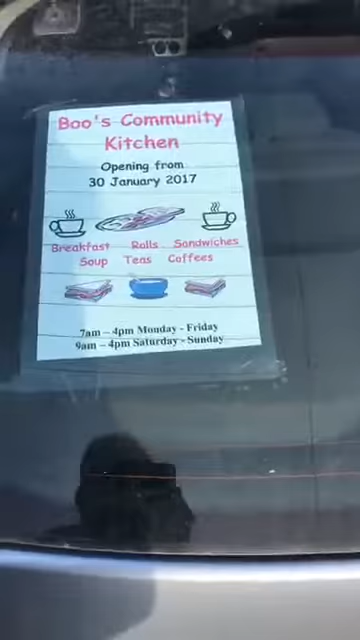 Boo's Community
Kitchen
Opening from
30 January 2017
Breakfast Rolls Sandwiches
Soup Teas Coffees
7am - 4pm Monday - Friday
9am - 4pm Saturday - Sunday